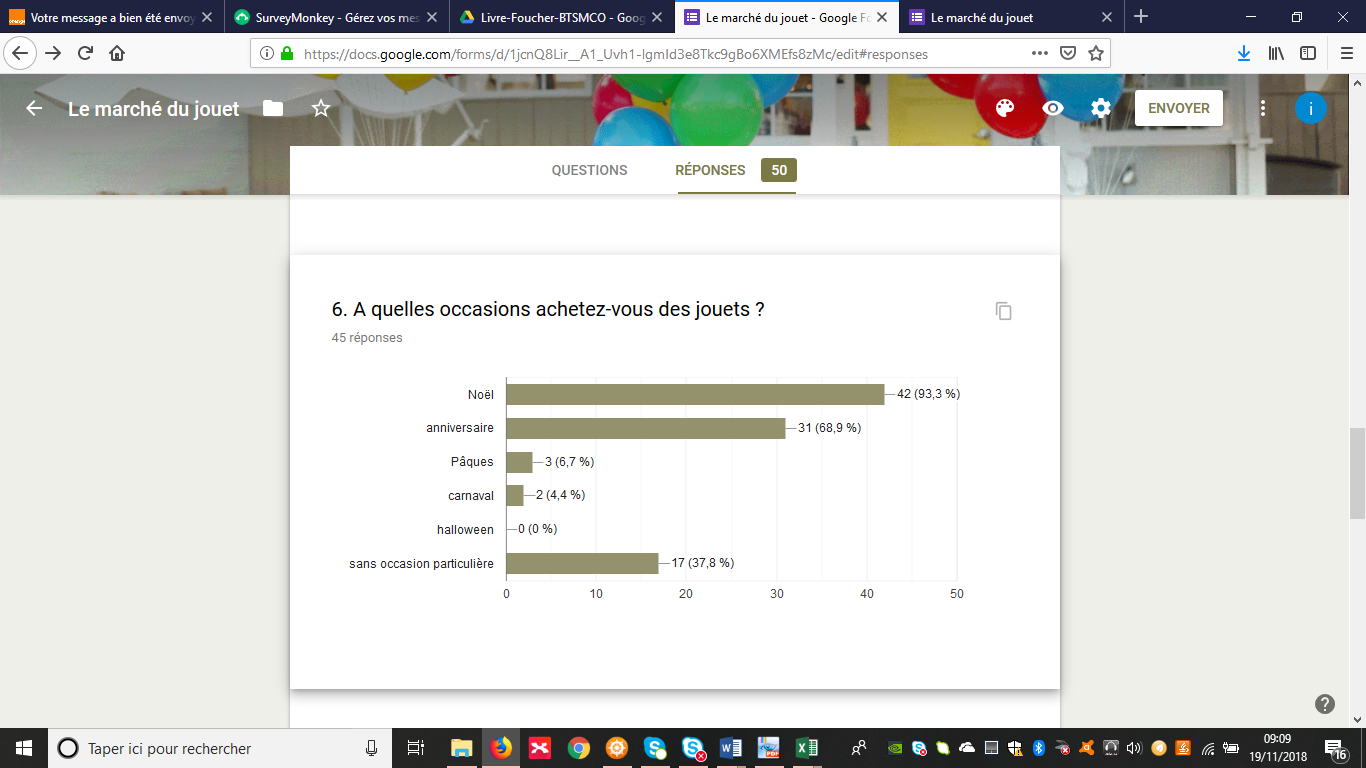 Votre message a bien été envoy
SurveyMonkey - Gérez vos mes
Livre-Foucher-BTSMCO - Goog
Le marché du jouet - Google Fo
Le marché du jouet
https://docs.google.com/forms/d/1jcnQ8Lir__A1_Uvh1-lgmId3e8Tkc9gBo6XMEfs8zMc/edit#responses
Le marché du jouet
ENVOYER
i
QUESTIONS
RÉPONSES 50
6. A quelles occasions achetez-vous des jouets ?
45 réponses
Noël 42 (93,3 %)
anniversaire 31 (68,9 %)
Pâques 3 (6,7 %)
carnaval 2 (4,4 %)
halloween 0 (0 %)
sans occasion particulière 17 (37,8 %)
0 10 20 30 40 50
Taper ici pour rechercher
09:09
19/11/2018
16